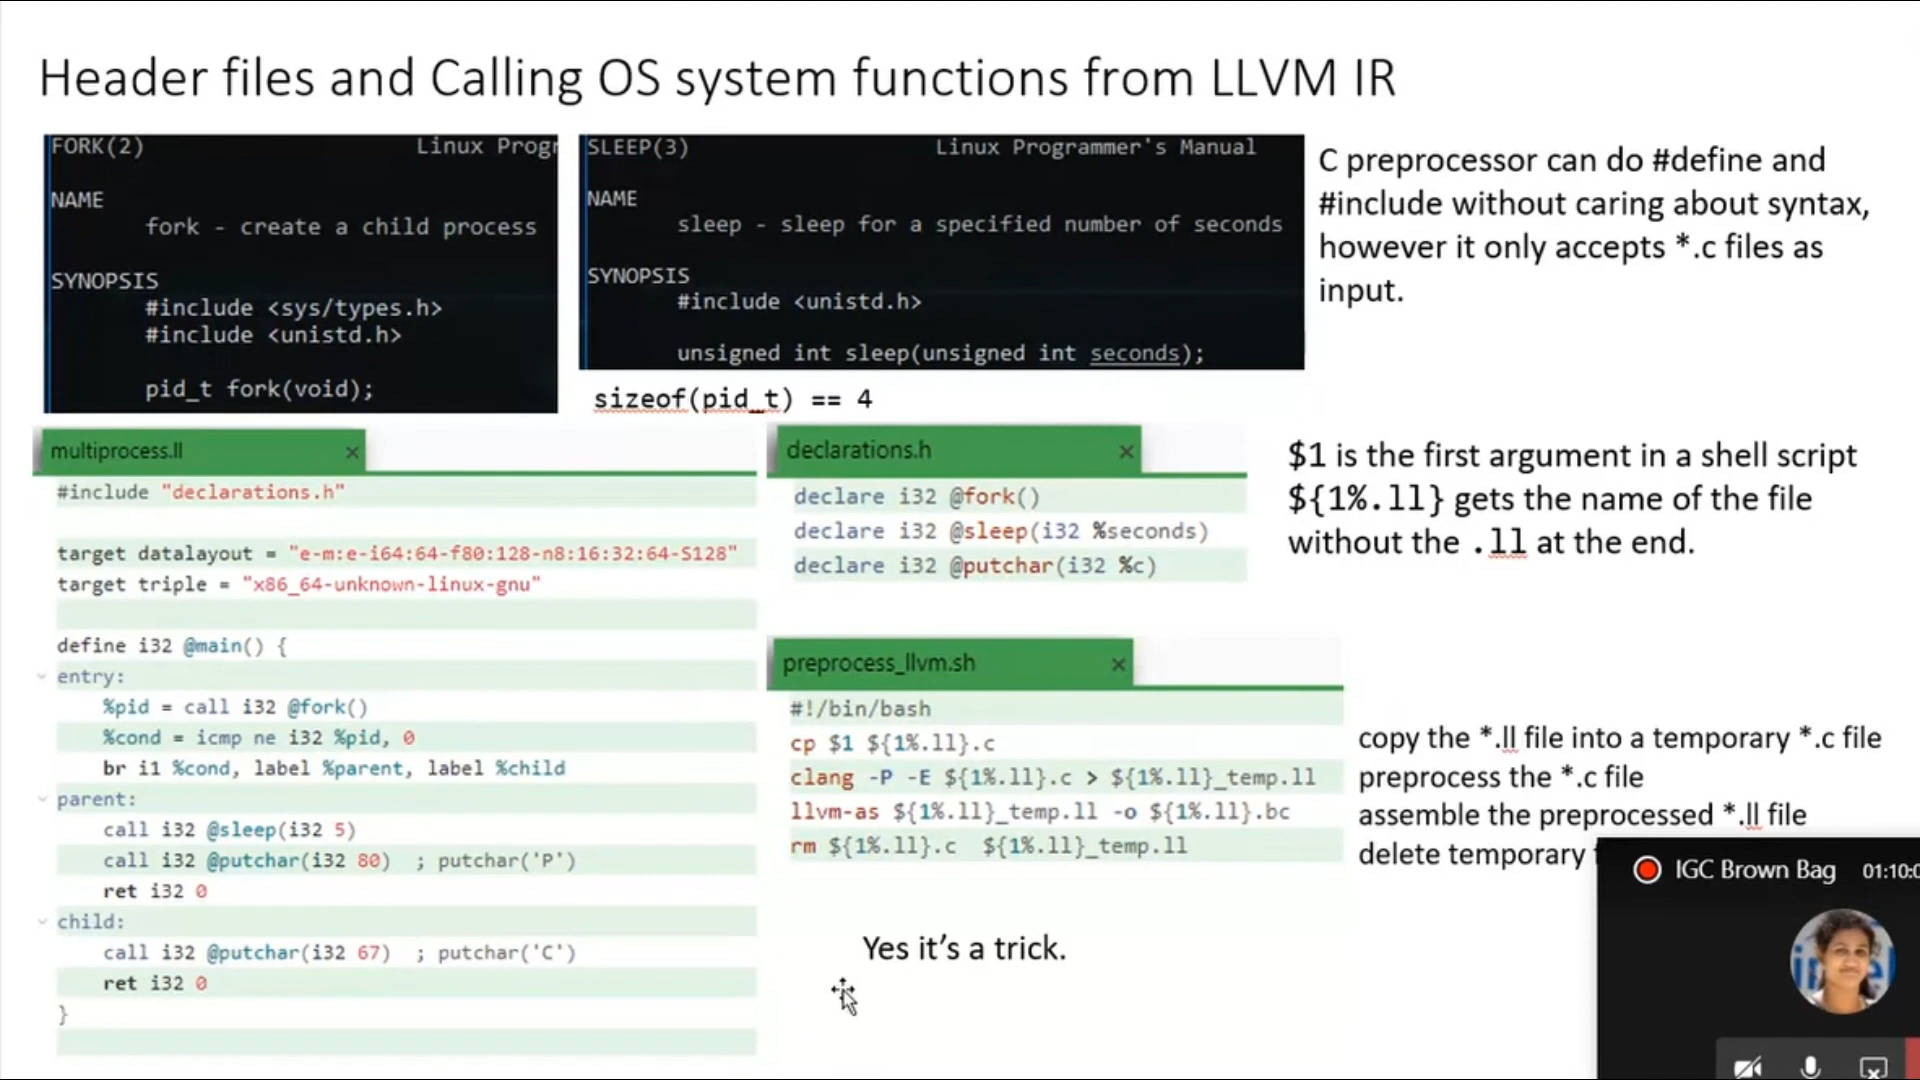 Header files and Calling OS system functions from LLVM IR
FORK(2) Linux Progr
NAME
fork - create a child process
SYNOPSIS
#include <sys/types.h>
#include <unistd.h>
pid_t fork(void);
SLEEP(3) Linux Programmer's Manual
NAME
sleep - sleep for a specified number of seconds
SYNOPSIS
#include <unistd.h>
unsigned int sleep(unsigned int seconds);
C preprocessor can do #define and
#include without caring about syntax,
however it only accepts *.c files as
input.
sizeof(pid_t) == 4
multiprocess.ll ×
#include "declarations.h"
target datalayout = "e-m:e-i64:64-f80:128-n8:16:32:64-S128"
target triple = "x86_64-unknown-linux-gnu"
define i32 @main() {
entry:
%pid = call i32 @fork()
%cond = icmp ne i32 %pid, 0
br i1 %cond, label %parent, label %child
parent:
call i32 @sleep(i32 5)
call i32 @putchar(i32 80) ; putchar('P')
ret i32 0
child:
call i32 @putchar(i32 67) ; putchar('C')
ret i32 0
}
declarations.h ×
declare i32 @fork()
declare i32 @sleep(i32 %seconds)
declare i32 @putchar(i32 %c)
$1 is the first argument in a shell script
${1%.ll} gets the name of the file
without the .ll at the end.
preprocess_llvm.sh ×
#!/bin/bash
cp $1 ${1%.ll}.c
clang -P -E ${1%.ll}.c > ${1%.ll}_temp.ll
llvm-as ${1%.ll}_temp.ll -o ${1%.ll}.bc
rm ${1%.ll}.c ${1%.ll}_temp.ll
copy the *.ll file into a temporary *.c file
preprocess the *.c file
assemble the preprocessed *.ll file
delete temporary
Yes it's a trick.
IGC Brown Bag 01:10:0